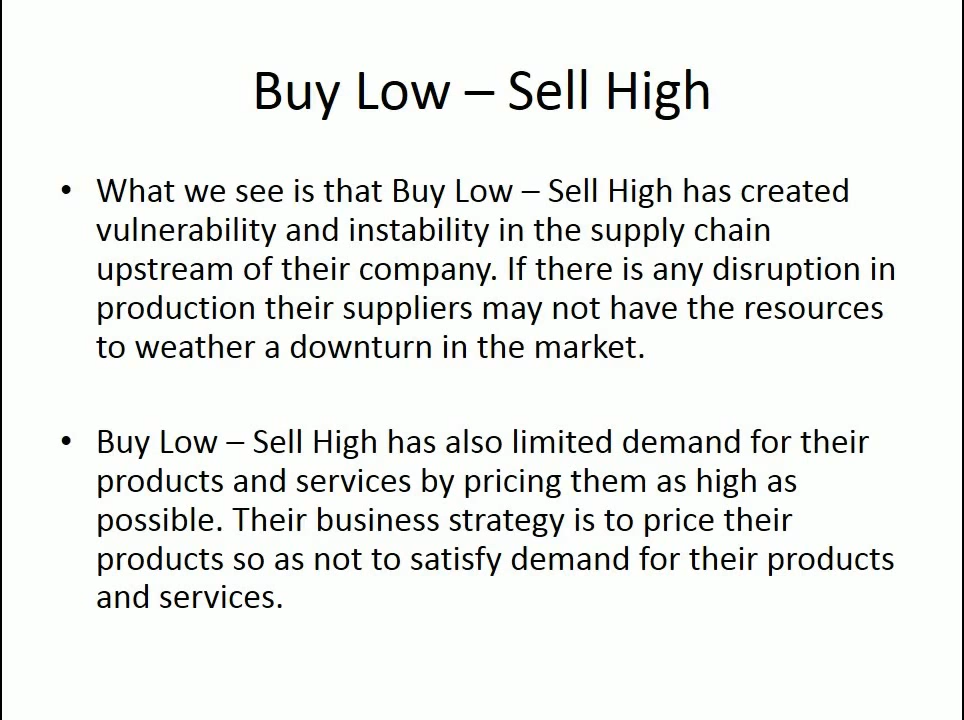 Buy Low – Sell High
• What we see is that Buy Low – Sell High has created
vulnerability and instability in the supply chain
upstream of their company. If there is any disruption in
production their suppliers may not have the resources
to weather a downturn in the market.
• Buy Low – Sell High has also limited demand for their
products and services by pricing them as high as
possible. Their business strategy is to price their
products so as not to satisfy demand for their products
and services.